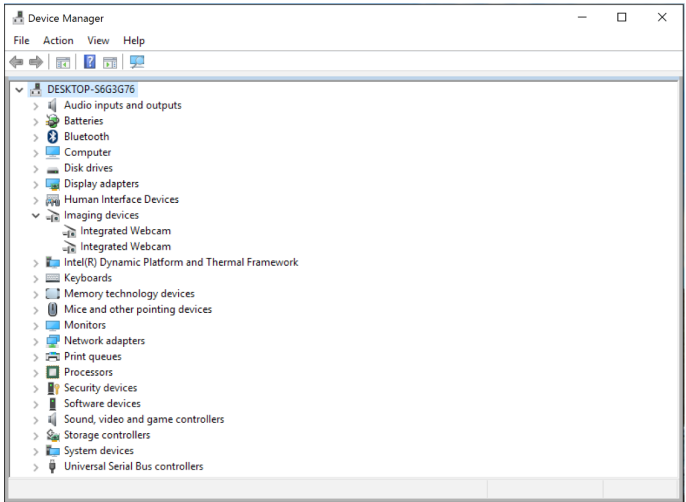 Device Manager
File Action View Help
DESKTOP-S6G3G76
Audio inputs and outputs
Batteries
Bluetooth
Computer
Disk drives
Display adapters
Human Interface Devices
Imaging devices
Integrated Webcam
Integrated Webcam
Intel(R) Dynamic Platform and Thermal Framework
Keyboards
Memory technology devices
Mice and other pointing devices
Monitors
Network adapters
Print queues
Processors
Security devices
Software devices
Sound, video and game controllers
Storage controllers
System devices
Universal Serial Bus controllers